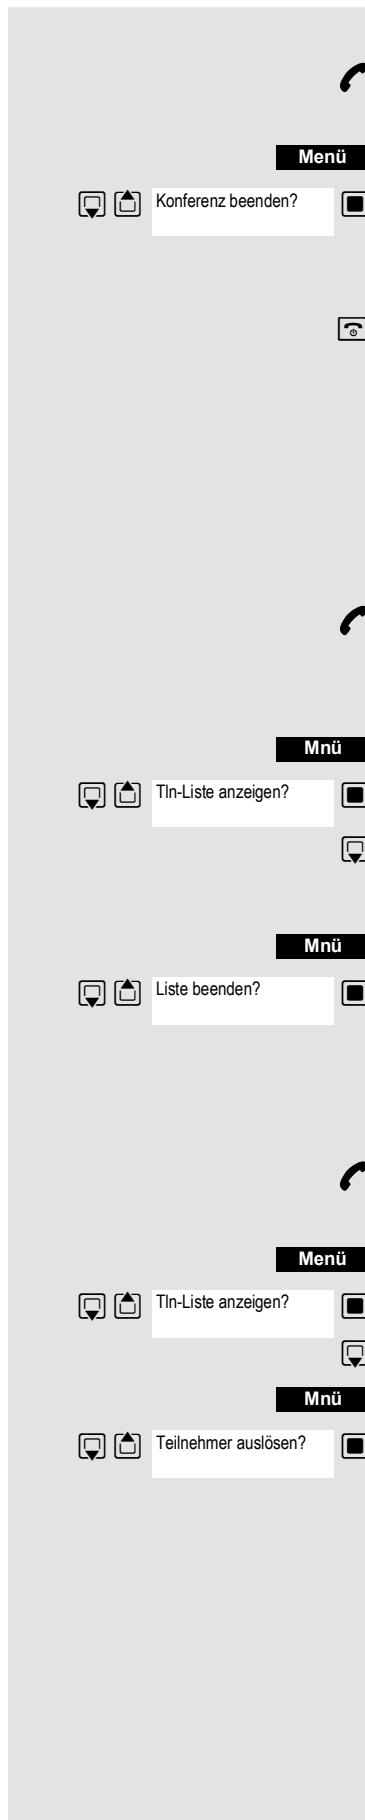 Menü
Konferenz beenden?
Mnü
Tln-Liste anzeigen?
Mnü
Liste beenden?
Menü
Tln-Liste anzeigen?
Mnü
Teilnehmer auslösen?